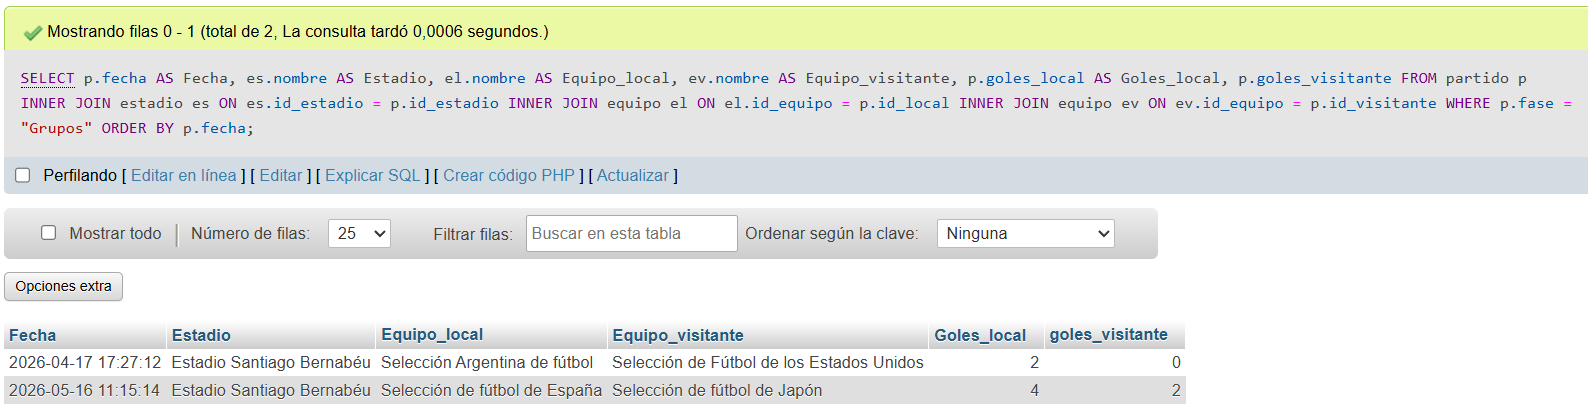 Mostrando filas 0 - 1 (total de 2, La consulta tardó 0,0006 segundos.)
SELECT p.fecha AS Fecha, es.nombre AS Estadio, el.nombre AS Equipo_local, ev.nombre AS Equipo_visitante, p.goles_local AS Goles_local, p.goles_visitante FROM partido p
INNER JOIN estadio es ON es.id_estadio = p.id_estadio INNER JOIN equipo el ON el.id_equipo = p.id_local INNER JOIN equipo ev ON ev.id_equipo = p.id_visitante WHERE p.fase =
"Grupos" ORDER BY p.fecha;
Perfilando [ Editar en línea ] [ Editar ] [ Explicar SQL ] [ Crear código PHP ] [ Actualizar ]
Mostrar todo Número de filas: 25 Filtrar filas: Buscar en esta tabla Ordenar según la clave: Ninguna
Opciones extra
Fecha Estadio Equipo_local Equipo_visitante Goles_local goles_visitante
2026-04-17 17:27:12 Estadio Santiago Bernabéu Selección Argentina de fútbol Selección de Fútbol de los Estados Unidos 2 0
2026-05-16 11:15:14 Estadio Santiago Bernabéu Selección de fútbol de España Selección de fútbol de Japón 4 2